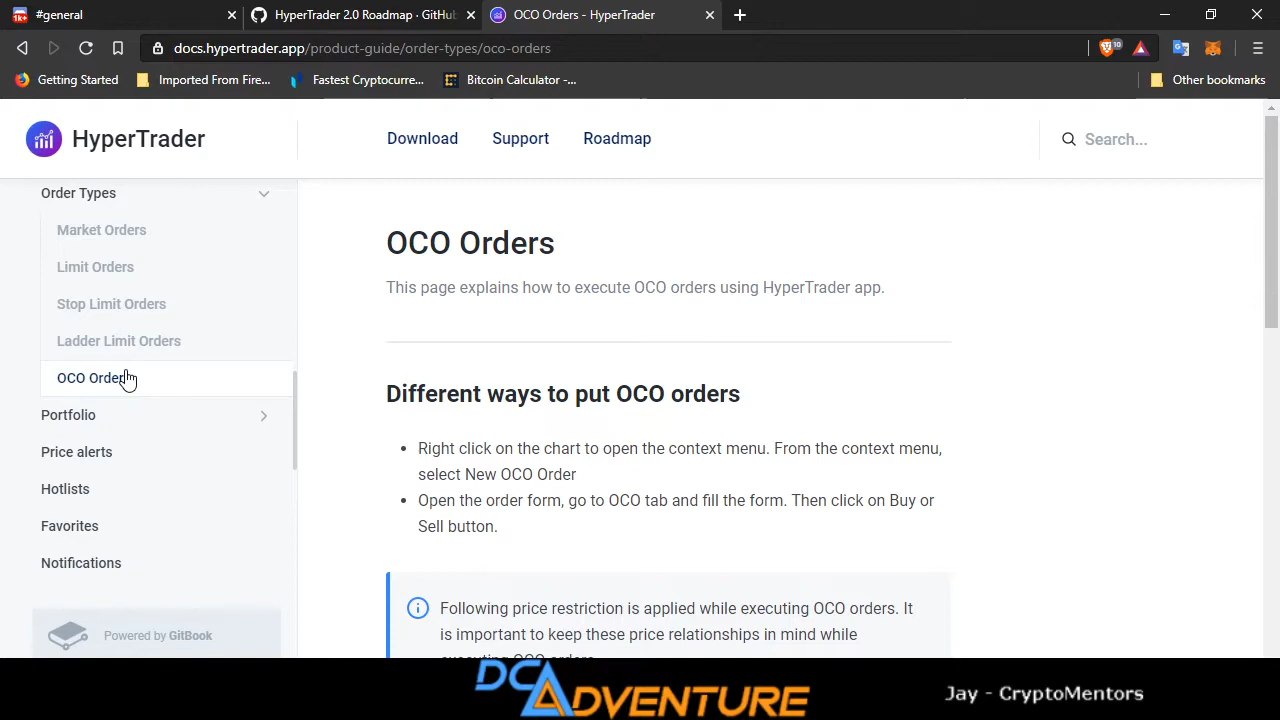 1K+
#general
HyperTrader 2.0 Roadmap · GitHub
OCO Orders - HyperTrader
docs.hypertrader.app/product-guide/order-types/oco-orders
10
Getting Started
Imported From Fire...
Fastest Cryptocurre...
Bitcoin Calculator -...
Other bookmarks
HyperTrader
Download
Support
Roadmap
Search...
Order Types
Market Orders
Limit Orders
Stop Limit Orders
Ladder Limit Orders
OCO Order
Portfolio
Price alerts
Hotlists
Favorites
Notifications
Powered by GitBook
OCO Orders
This page explains how to execute OCO orders using HyperTrader app.
Different ways to put OCO orders
• Right click on the chart to open the context menu. From the context menu,
select New OCO Order
• Open the order form, go to OCO tab and fill the form. Then click on Buy or
Sell button.
Following price restriction is applied while executing OCO orders. It
is important to keep these price relationships in mind while
executing OCO orders
DCADVENTURE
Jay - CryptoMentors